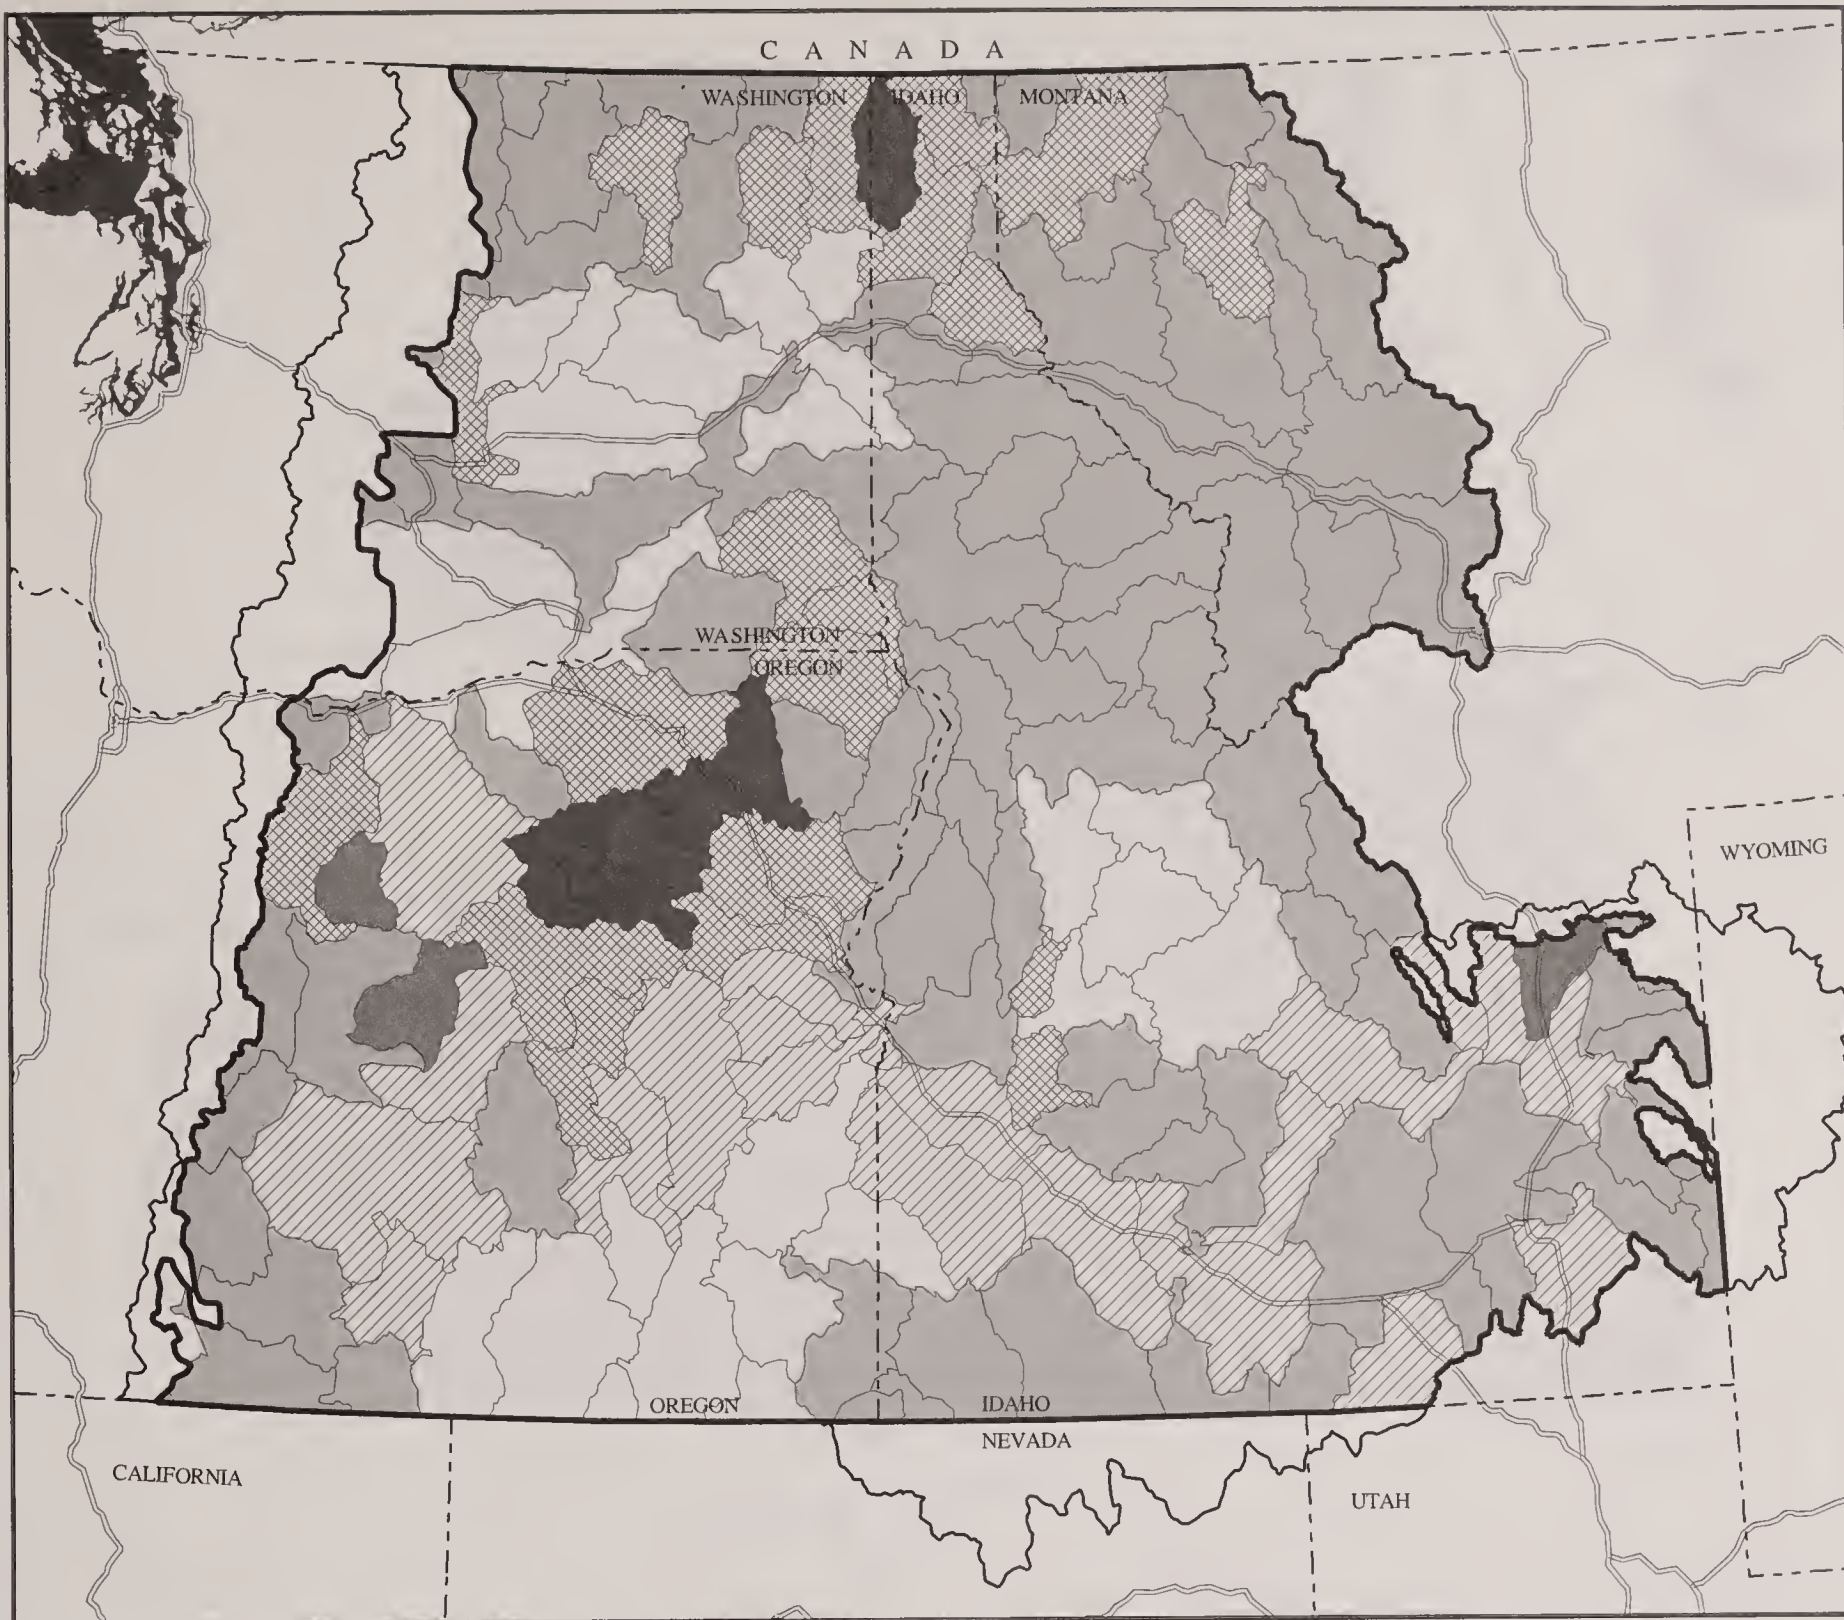 C A N A D A
WASHINGTON
IDAHO
MONTANA
WASHINGTON
OREGON
WYOMING
OREGON
IDAHO
NEVADA
CALIFORNIA
UTAH